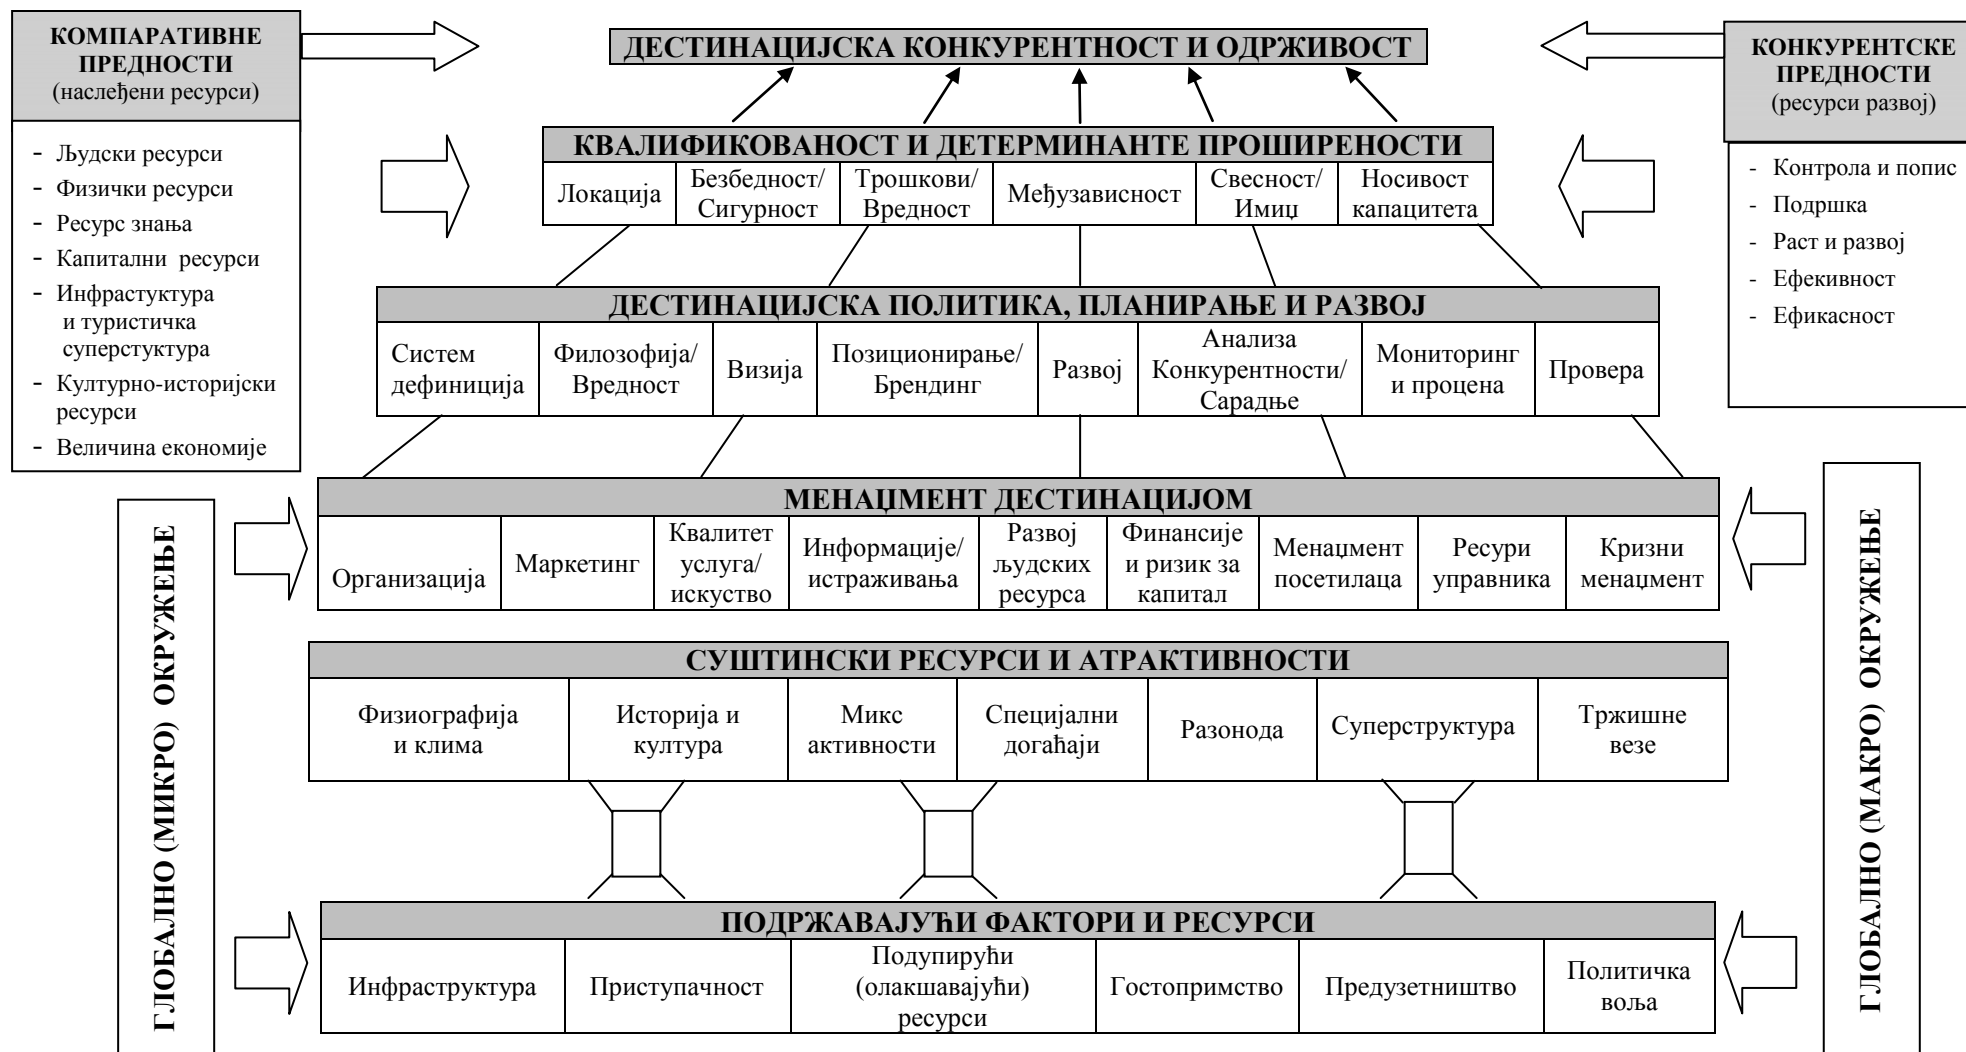 КОМПАРАТИВНЕ
ПРЕДНОСТИ
(наслеђени ресурси)
- Људски ресурси
- Физички ресурси
- Ресурс знања
- Капитални ресурси
- Инфрастуктура
и туристичка
суперстуктура
- Културно-историјски
ресурси
- Величина економије
ДЕСТИНАЦИЈСКА КОНКУРЕНТНОСТ И ОДРЖИВОСТ
КОНКУРЕНТСКЕ
ПРЕДНОСТИ
(ресурси развој)
- Контрола и попис
- Подршка
- Раст и развој
- Ефекивност
- Ефикасност
КВАЛИФИКОВАНОСТ И ДЕТЕРМИНАНТЕ ПРОШИРЕНОСТИ
Локација
Безбедност/
Сигурност
Трошкови/
Вредност
Међузависност
Свесност/
Имиџ
Носивост
капацитета
ДЕСТИНАЦИЈСКА ПОЛИТИКА, ПЛАНИРАЊЕ И РАЗВОЈ
Систем
дефиниција
Филозофија/
Вредност
Визија
Позиционирање/
Брендинг
Развој
Анализа
Конкурентности/
Сарадње
Мониторинг
и процена
Провера
МЕНАЏМЕНТ ДЕСТИНАЦИЈОМ
Организација
Маркетинг
Квалитет
услуга/
искуство
Информације/
истраживања
Развој
људских
ресурса
Финансије
и ризик за
капитал
Менаџмент
посетилаца
Ресури
управника
Кризни
менаџмент
СУШТИНСКИ РЕСУРСИ И АТРАКТИВНОСТИ
Физиографија
и клима
Историја и
култура
Микс
активности
Специјални
догаћаји
Разонода
Суперструктура
Тржишне
везе
ПОДРЖАВАЈУЋИ ФАКТОРИ И РЕСУРСИ
Инфраструктура
Приступачност
Подупирући
(олакшавајући)
ресурси
Гостопримство
Предузетништво
Политичка
воља
ГЛОБАЛНО (МИКРО) ОКРУЖЕЊЕ
ГЛОБАЛНО (МАКРО) ОКРУЖЕЊЕ